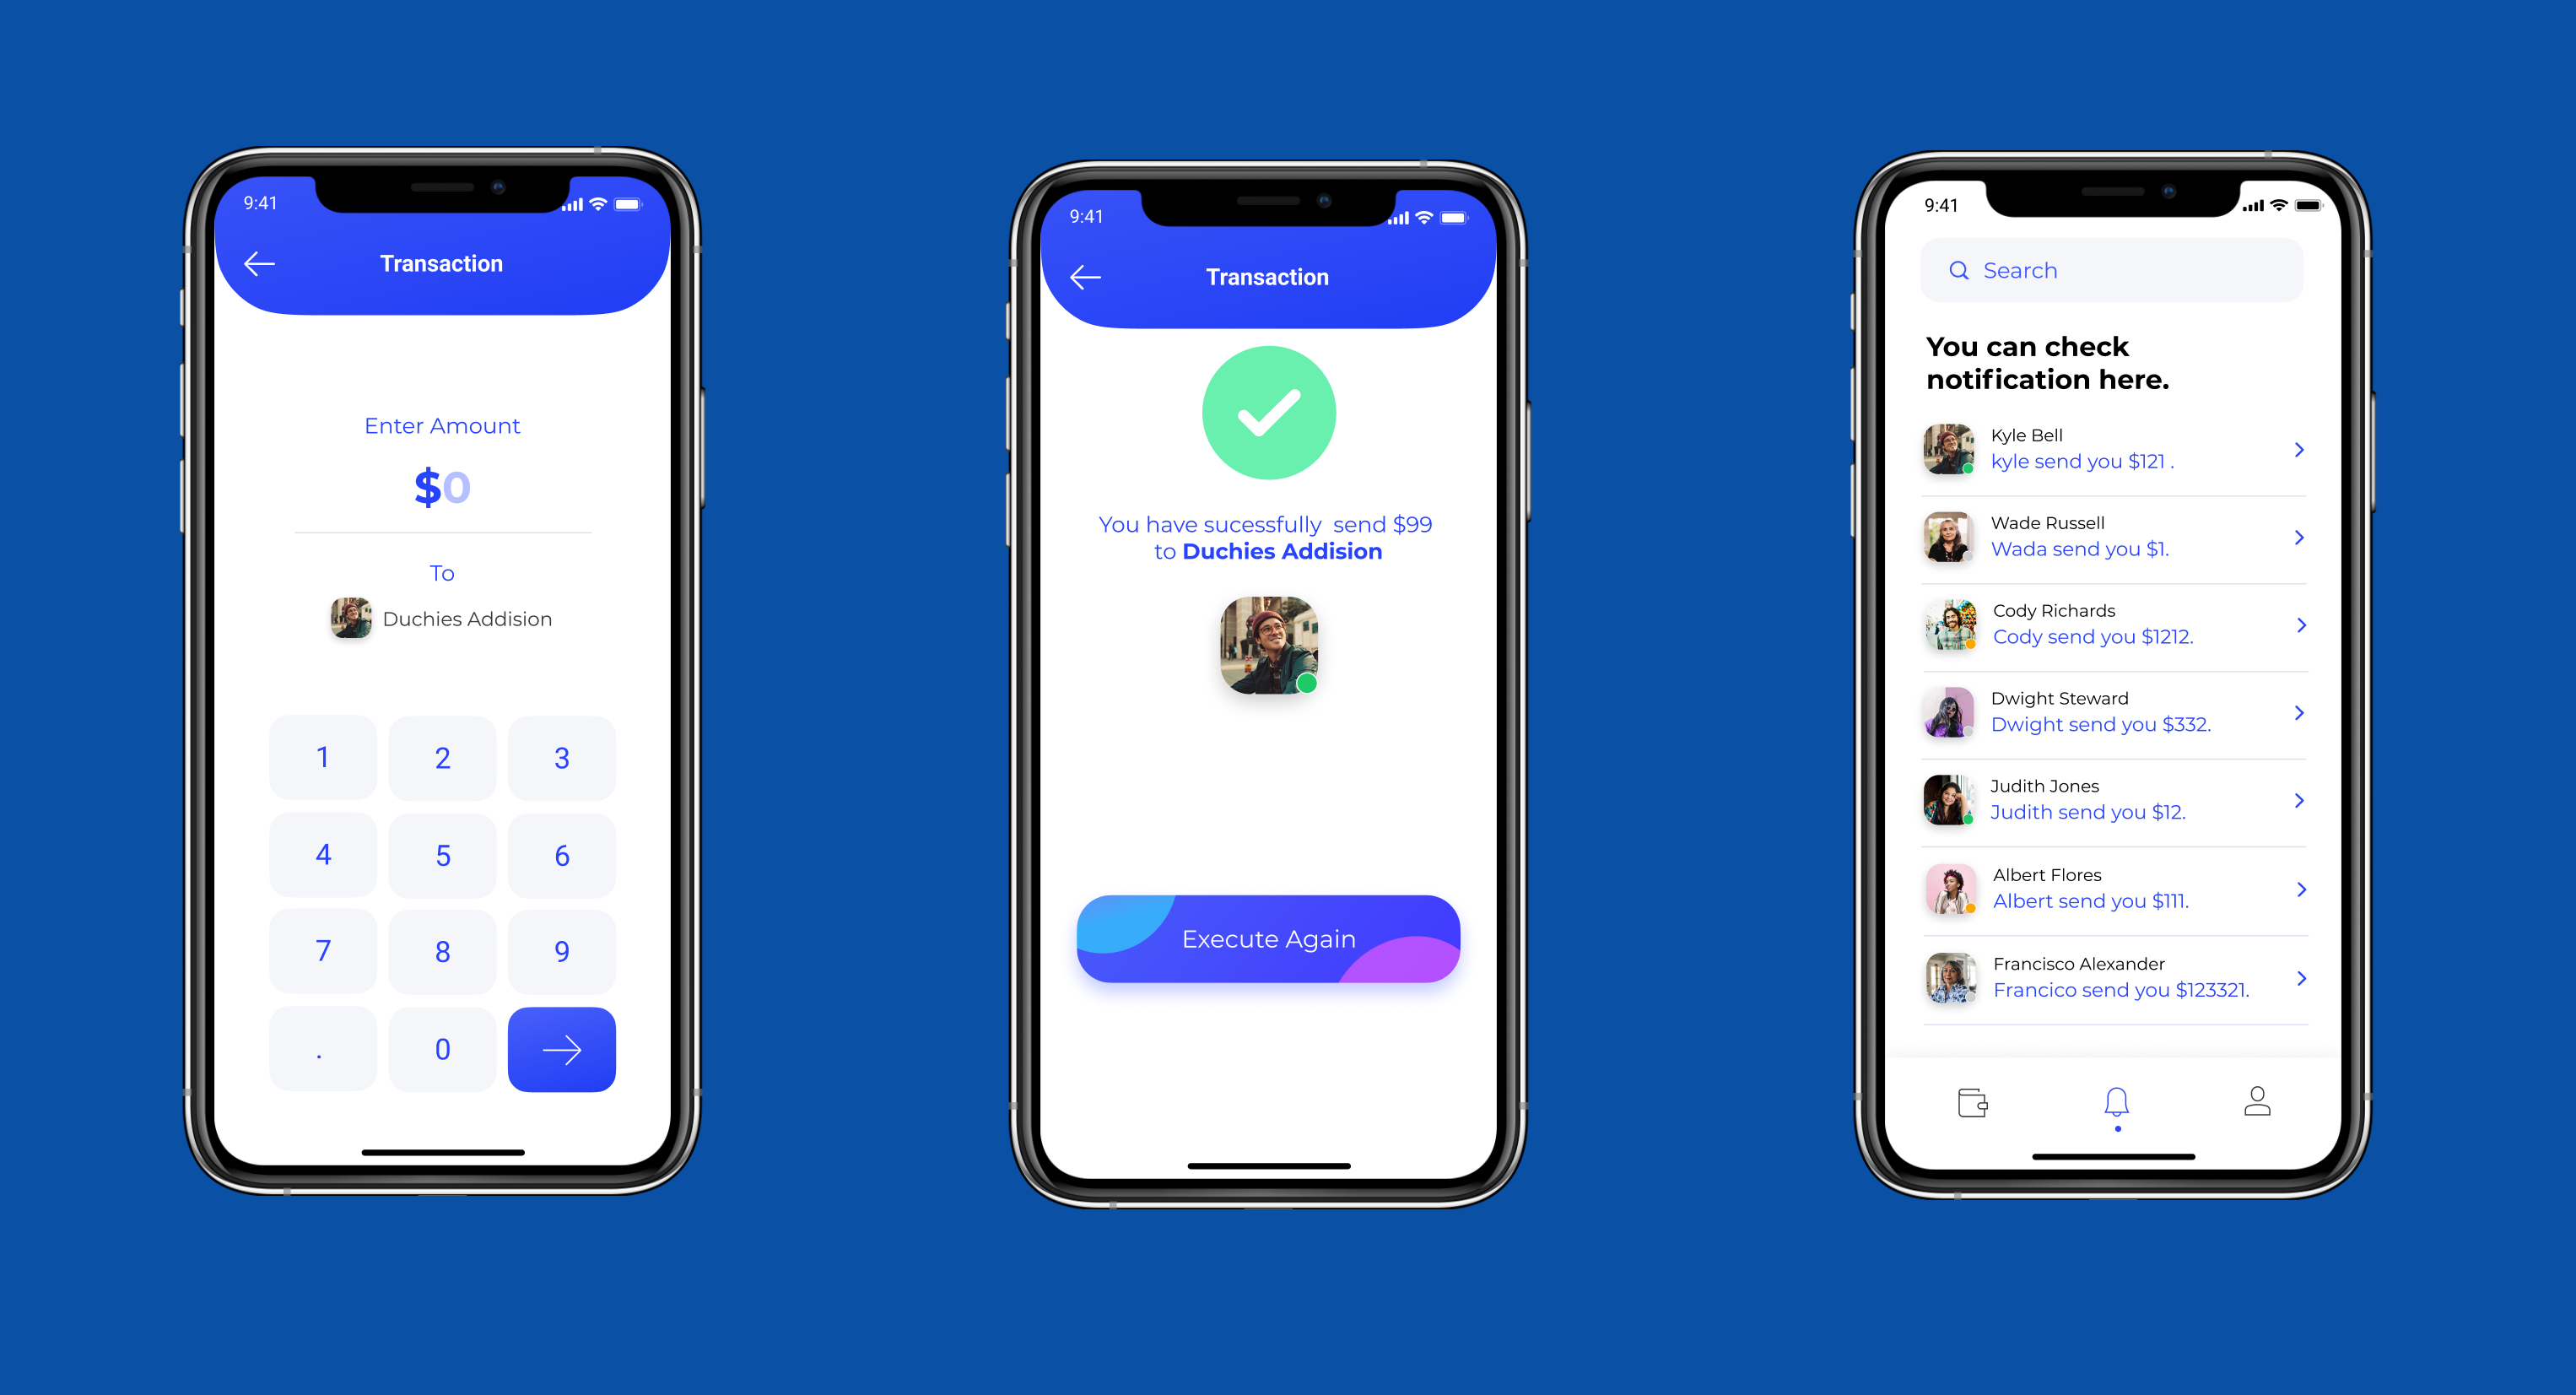 9:41
Transaction
Enter Amount
$0
To
Duchies Addision
1 2 3
4 5 6
7 8 9
. 0
9:41
Transaction
You have sucessfully  send $99
to Duchies Addision
Execute Again
9:41
Search
You can check
notification here.
Kyle Bell
kyle send you $121 .
Wade Russell
Wada send you $1.
Cody Richards
Cody send you $1212.
Dwight Steward
Dwight send you $332.
Judith Jones
Judith send you $12.
Albert Flores
Albert send you $111.
Francisco Alexander
Francico send you $123321.